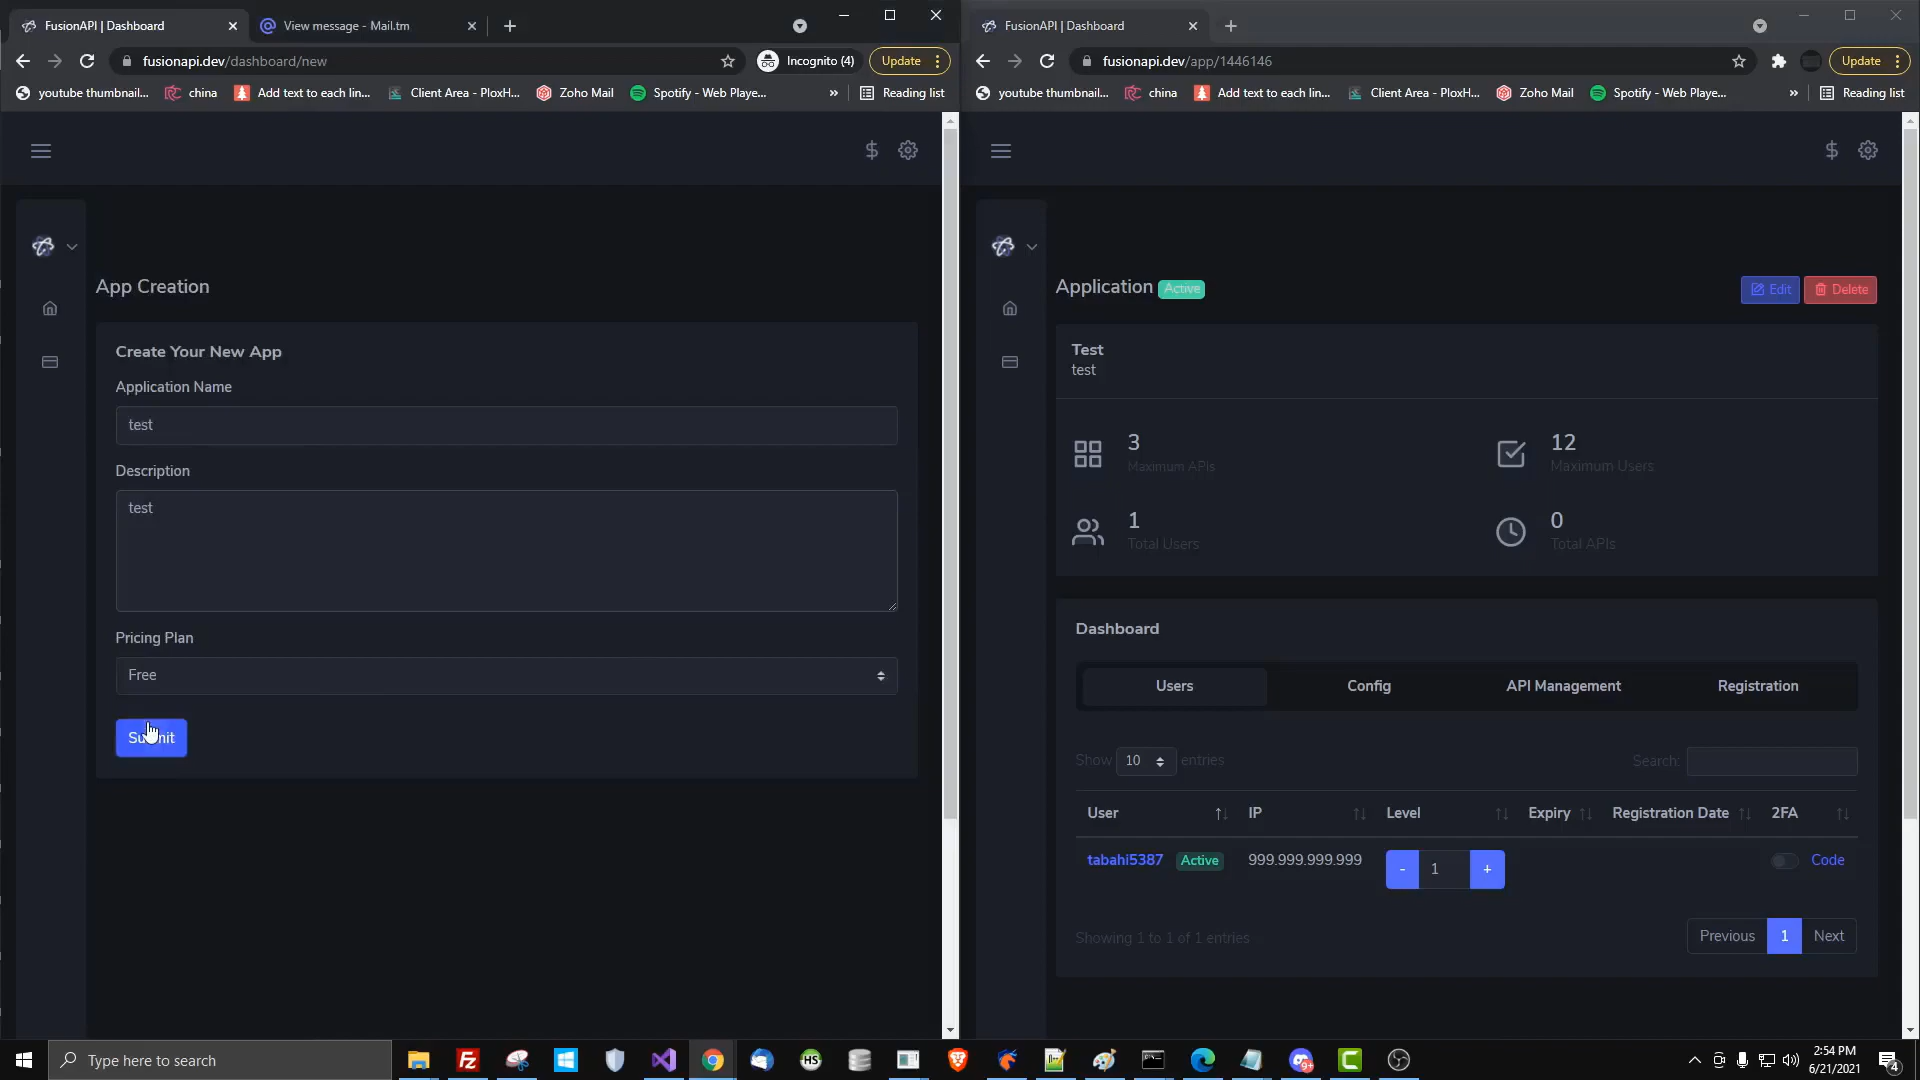 FusionAPI | Dashboard
View message - Mail.tm
fusionapi.dev/dashboard/new
Incognito (4)
Update
youtube thumbnail...
china
Add text to each lin...
Client Area - PloxH...
Zoho Mail
Spotify - Web Playe...
»
Reading list
App Creation
Create Your New App
Application Name
test
Description
test
Pricing Plan
Free
Submit
FusionAPI | Dashboard
fusionapi.dev/app/1446146
Update
youtube thumbnail...
china
Add text to each lin...
Client Area - PloxH...
Zoho Mail
Spotify - Web Playe...
»
Reading list
Application Active
Edit
Delete
Test
test
3
Maximum APIs
12
Maximum Users
1
Total Users
0
Total APIs
Dashboard
Users Config API Management Registration
Show 10 entries
Search:
User IP Level Expiry Registration Date 2FA
tabahi5387 Active 999.999.999.999 - 1 + Code
Showing 1 to 1 of 1 entries
Previous 1 Next
Type here to search
2:54 PM
6/21/2021